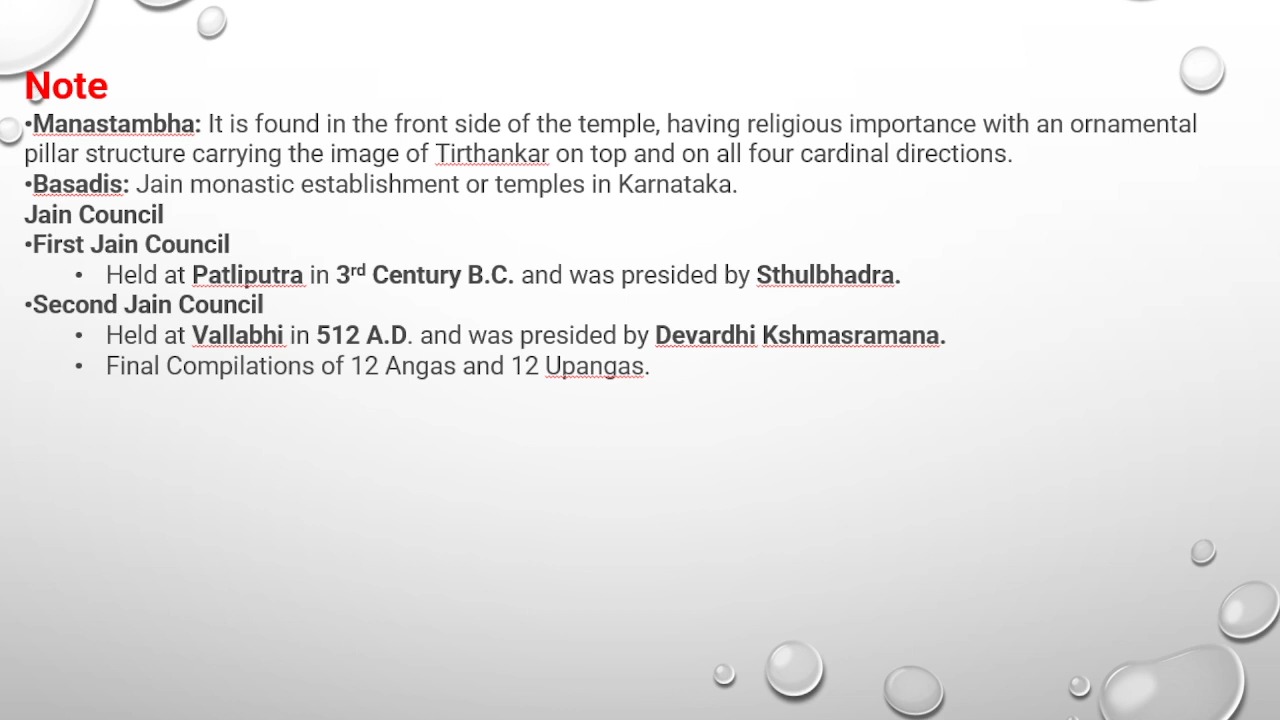 Note
•Manastambha: It is found in the front side of the temple, having religious importance with an ornamental
pillar structure carrying the image of Tirthankar on top and on all four cardinal directions.
•Basadis: Jain monastic establishment or temples in Karnataka.
Jain Council
•First Jain Council
• Held at Patliputra in 3rd Century B.C. and was presided by Sthulbhadra.
•Second Jain Council
• Held at Vallabhi in 512 A.D. and was presided by Devardhi Kshmasramana.
• Final Compilations of 12 Angas and 12 Upangas.